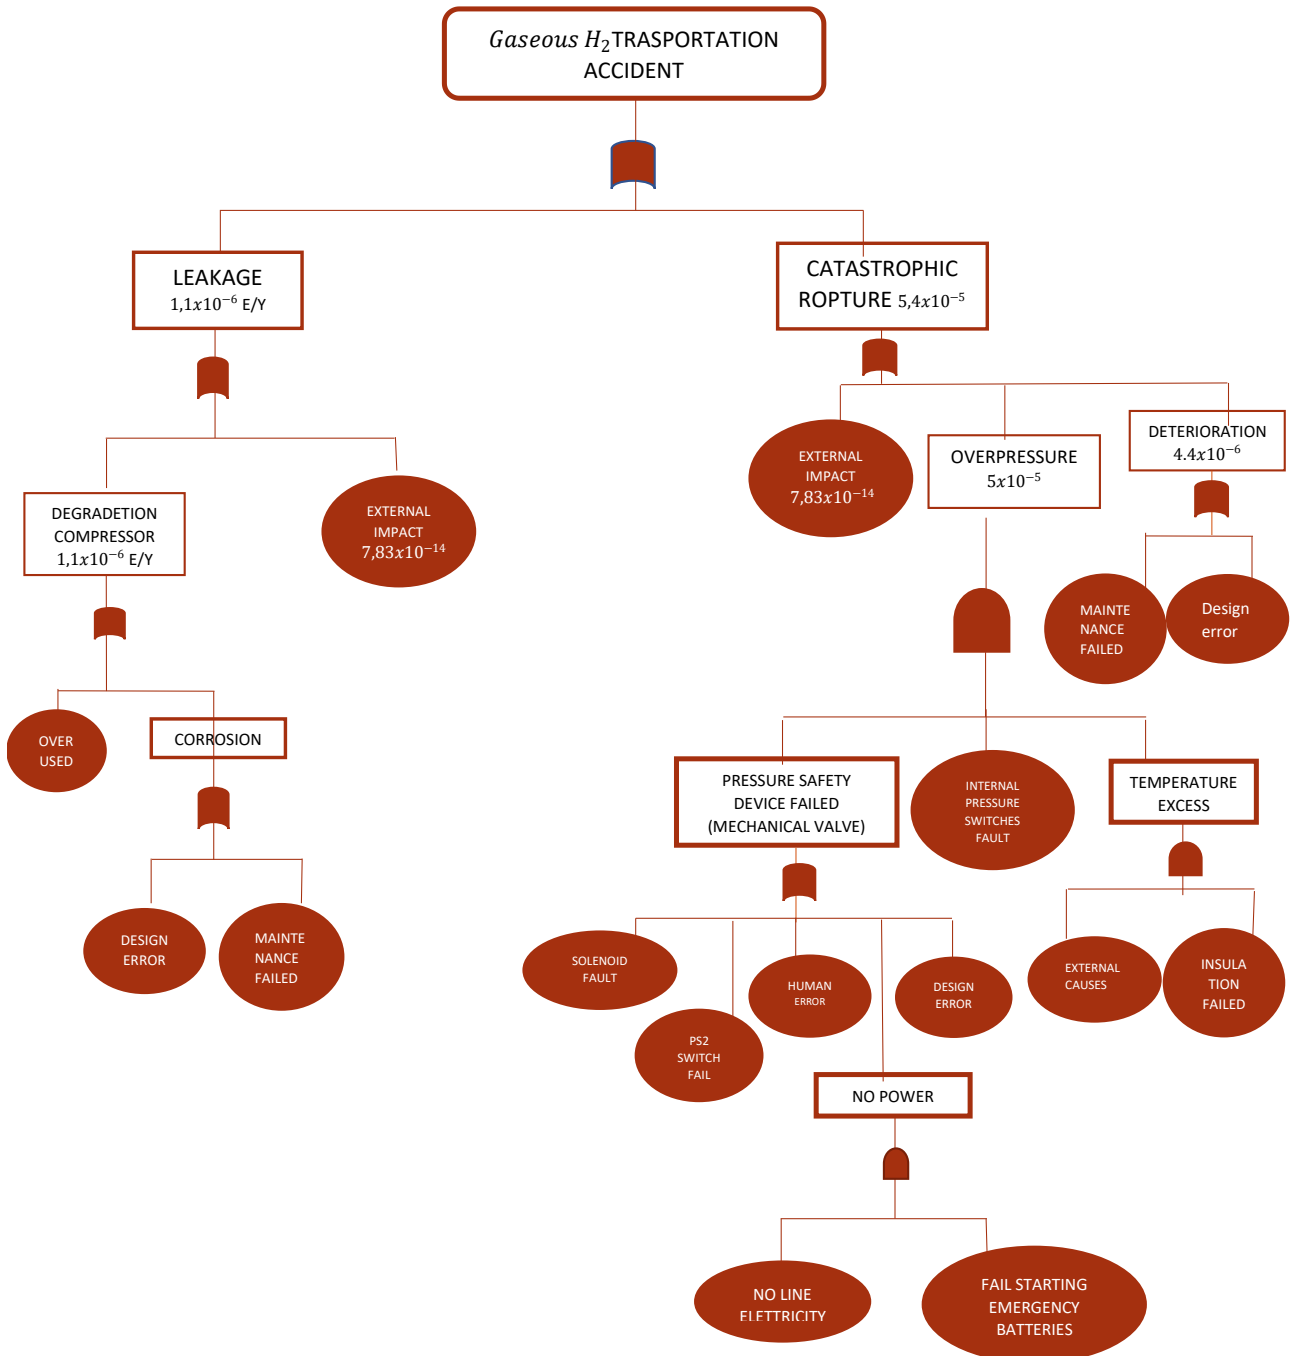 Gaseous H₂TRASPORTATION
ACCIDENT
LEAKAGE
1,1x10⁻⁶ E/Y
CATASTROPHIC
ROPTURE 5,4x10⁻⁵
EXTERNAL
IMPACT
7,83x10⁻¹⁴
OVERPRESSURE
5x10⁻⁵
DETERIORATION
4.4x10⁻⁶
DEGRADETION
COMPRESSOR
1,1x10⁻⁶ E/Y
EXTERNAL
IMPACT
7,83x10⁻¹⁴
MAINTE
NANCE
FAILED
Design
error
OVER
USED
CORROSION
PRESSURE SAFETY
DEVICE FAILED
(MECHANICAL VALVE)
INTERNAL
PRESSURE
SWITCHES
FAULT
TEMPERATURE
EXCESS
DESIGN
ERROR
MAINTE
NANCE
FAILED
SOLENOID
FAULT
PS2
SWITCH
FAIL
HUMAN
ERROR
DESIGN
ERROR
EXTERNAL
CAUSES
INSULA
TION
FAILED
NO POWER
NO LINE
ELETTRICITY
FAIL STARTING
EMERGENCY
BATTERIES